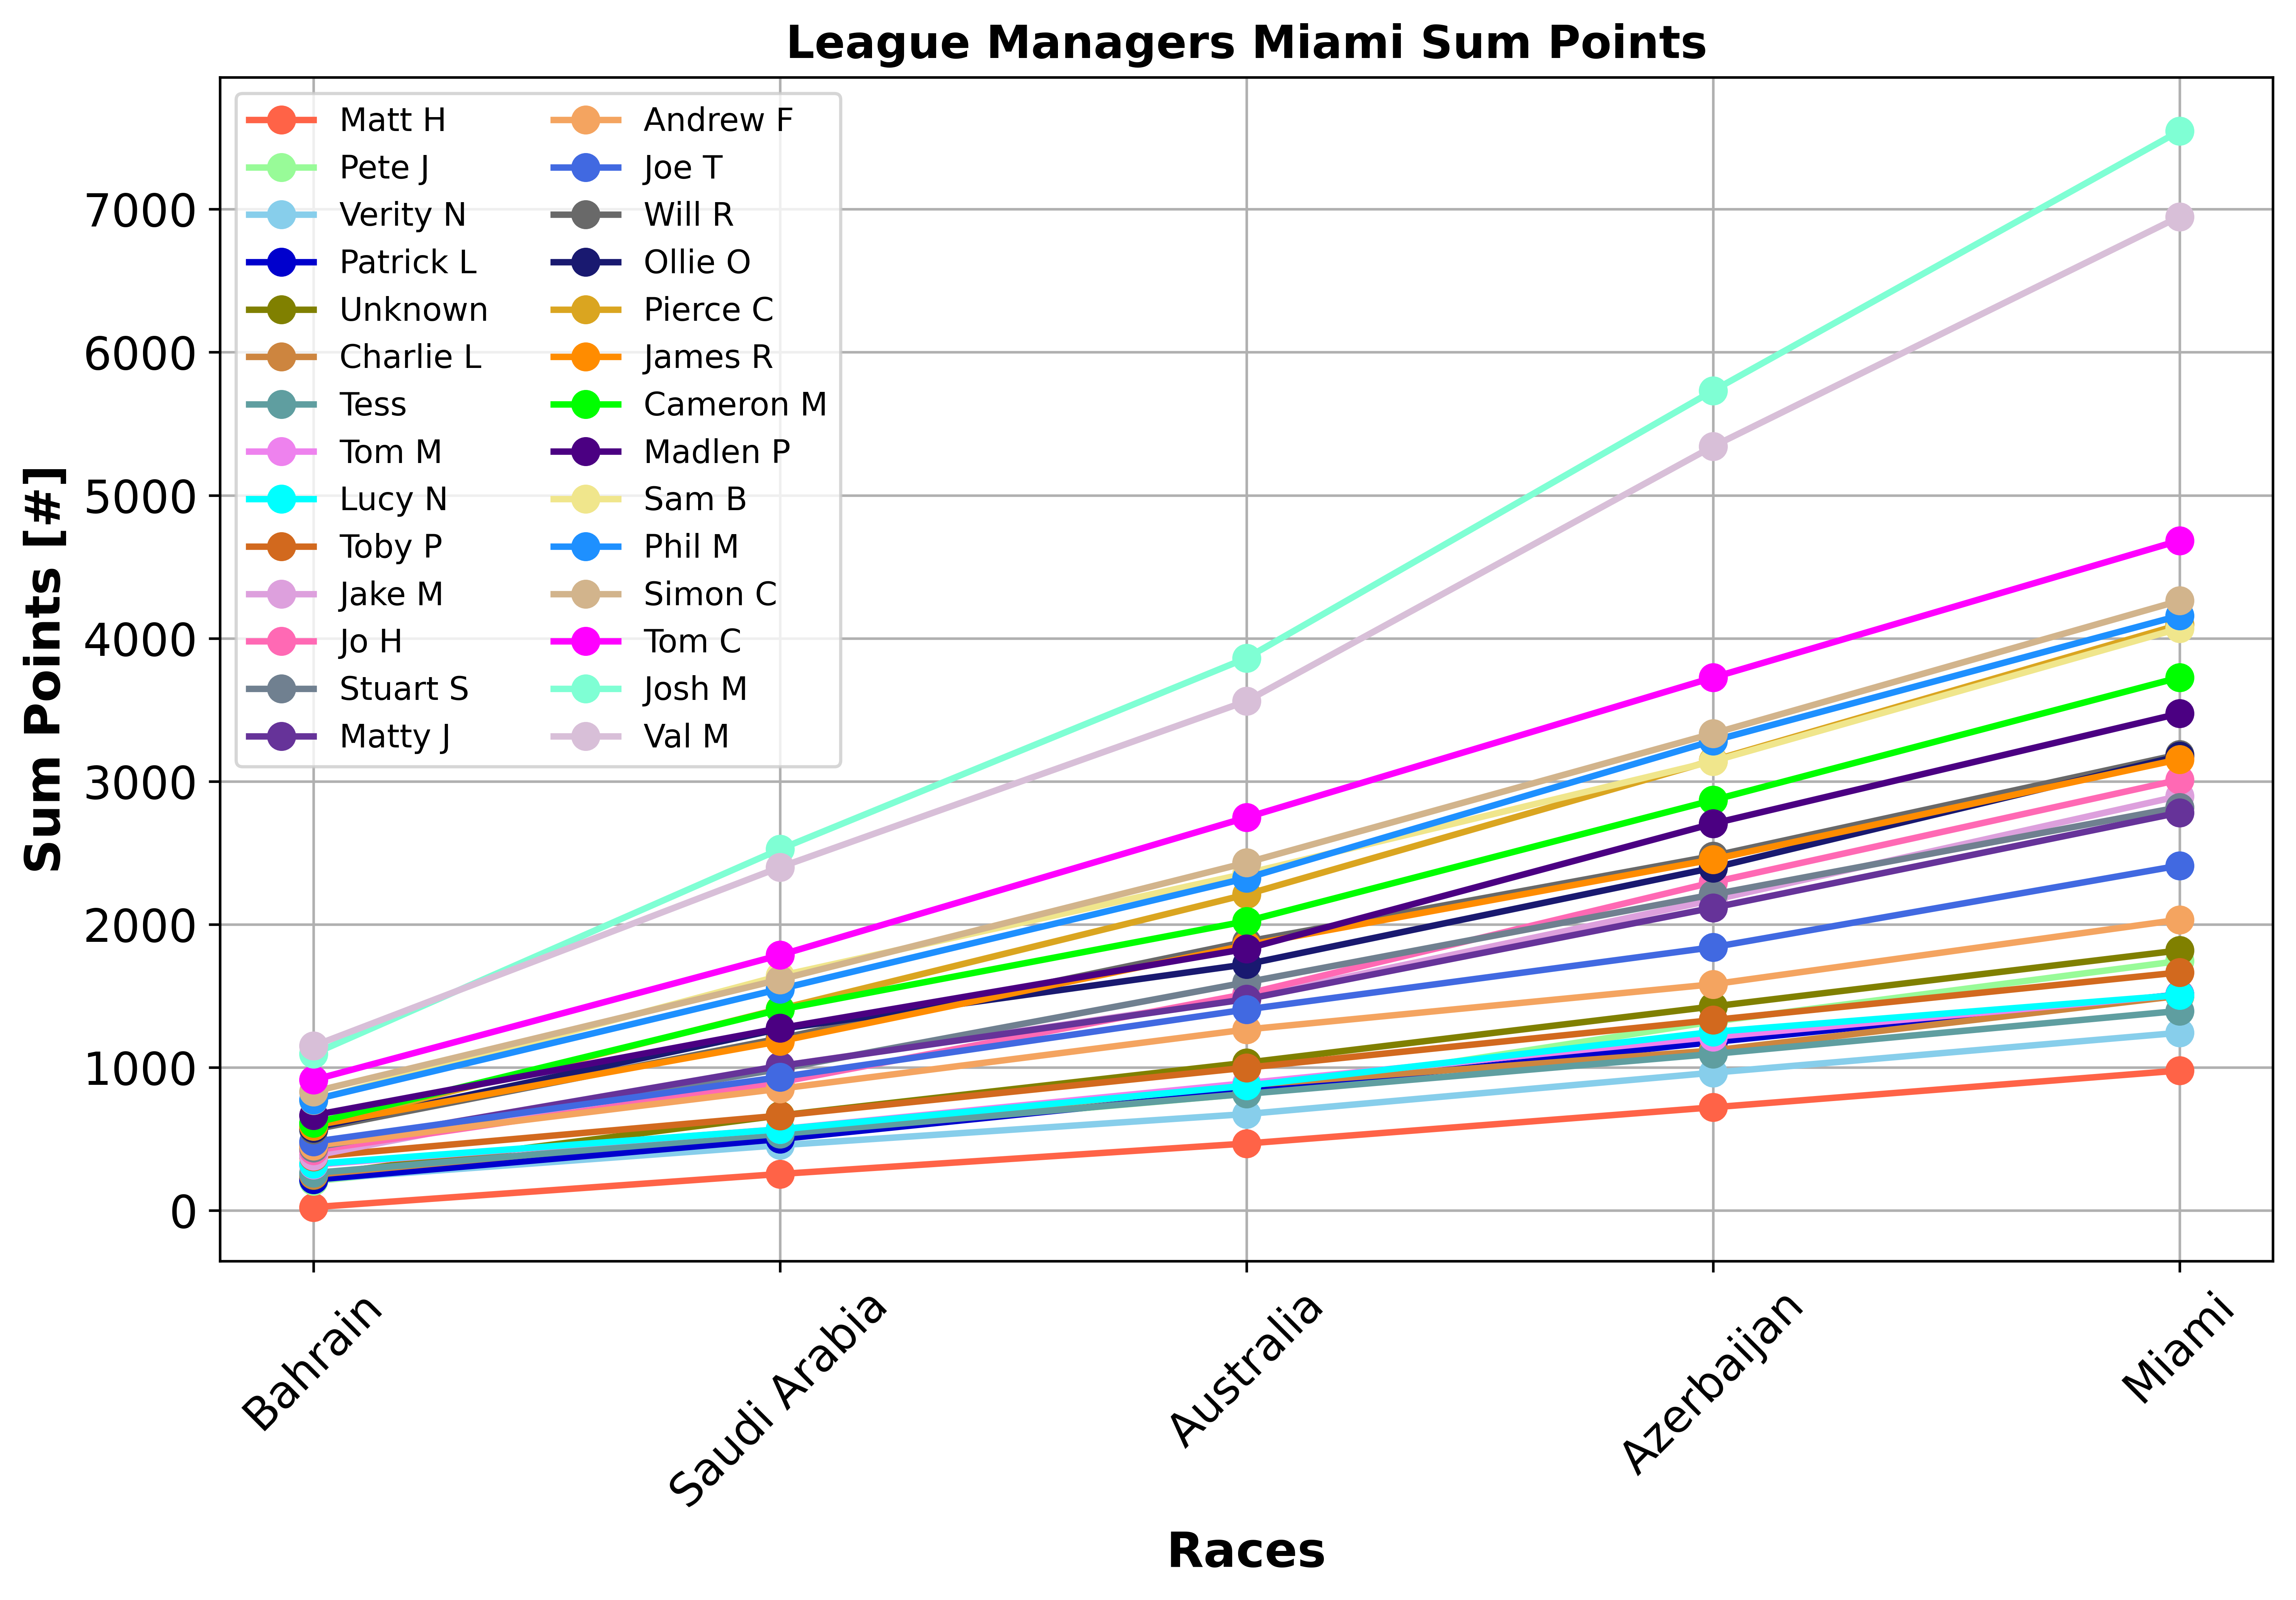 League Managers Miami Sum Points
Sum Points [#]
7000
6000
5000
4000
3000
2000
1000
0
Matt H
Pete J
Verity N
Patrick L
Unknown
Charlie L
Tess
Tom M
Lucy N
Toby P
Jake M
Jo H
Stuart S
Matty J
Andrew F
Joe T
Will R
Ollie O
Pierce C
James R
Cameron M
Madlen P
Sam B
Phil M
Simon C
Tom C
Josh M
Val M
Bahrain
Saudi Arabia
Australia
Azerbaijan
Miami
Races